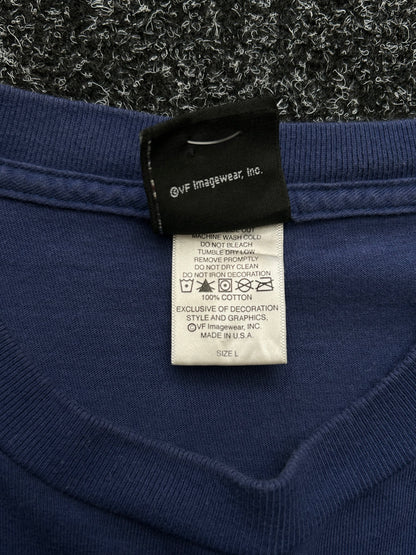 ©VF Imagewear, Inc.
OUT
MACHINE WASH COLD
DO NOT BLEACH
TUMBLE DRY LOW
REMOVE PROMPTLY
DO NOT DRY CLEAN
DO NOT IRON DECORATION
100% COTTON
EXCLUSIVE OF DECORATION
STYLE AND GRAPHICS,
©VF Imagewear, INC.
MADE IN U.S.A.
SIZE L